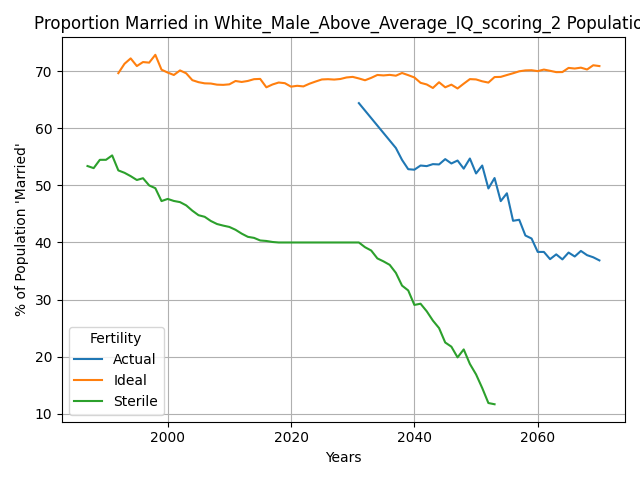 Proportion Married in White_Male_Above_Average_IQ_scoring_2 Populatio
% of Population 'Married'
70
60
50
40
30
20
10
Fertility
Actual
Ideal
Sterile
2000 2020 2040 2060
Years